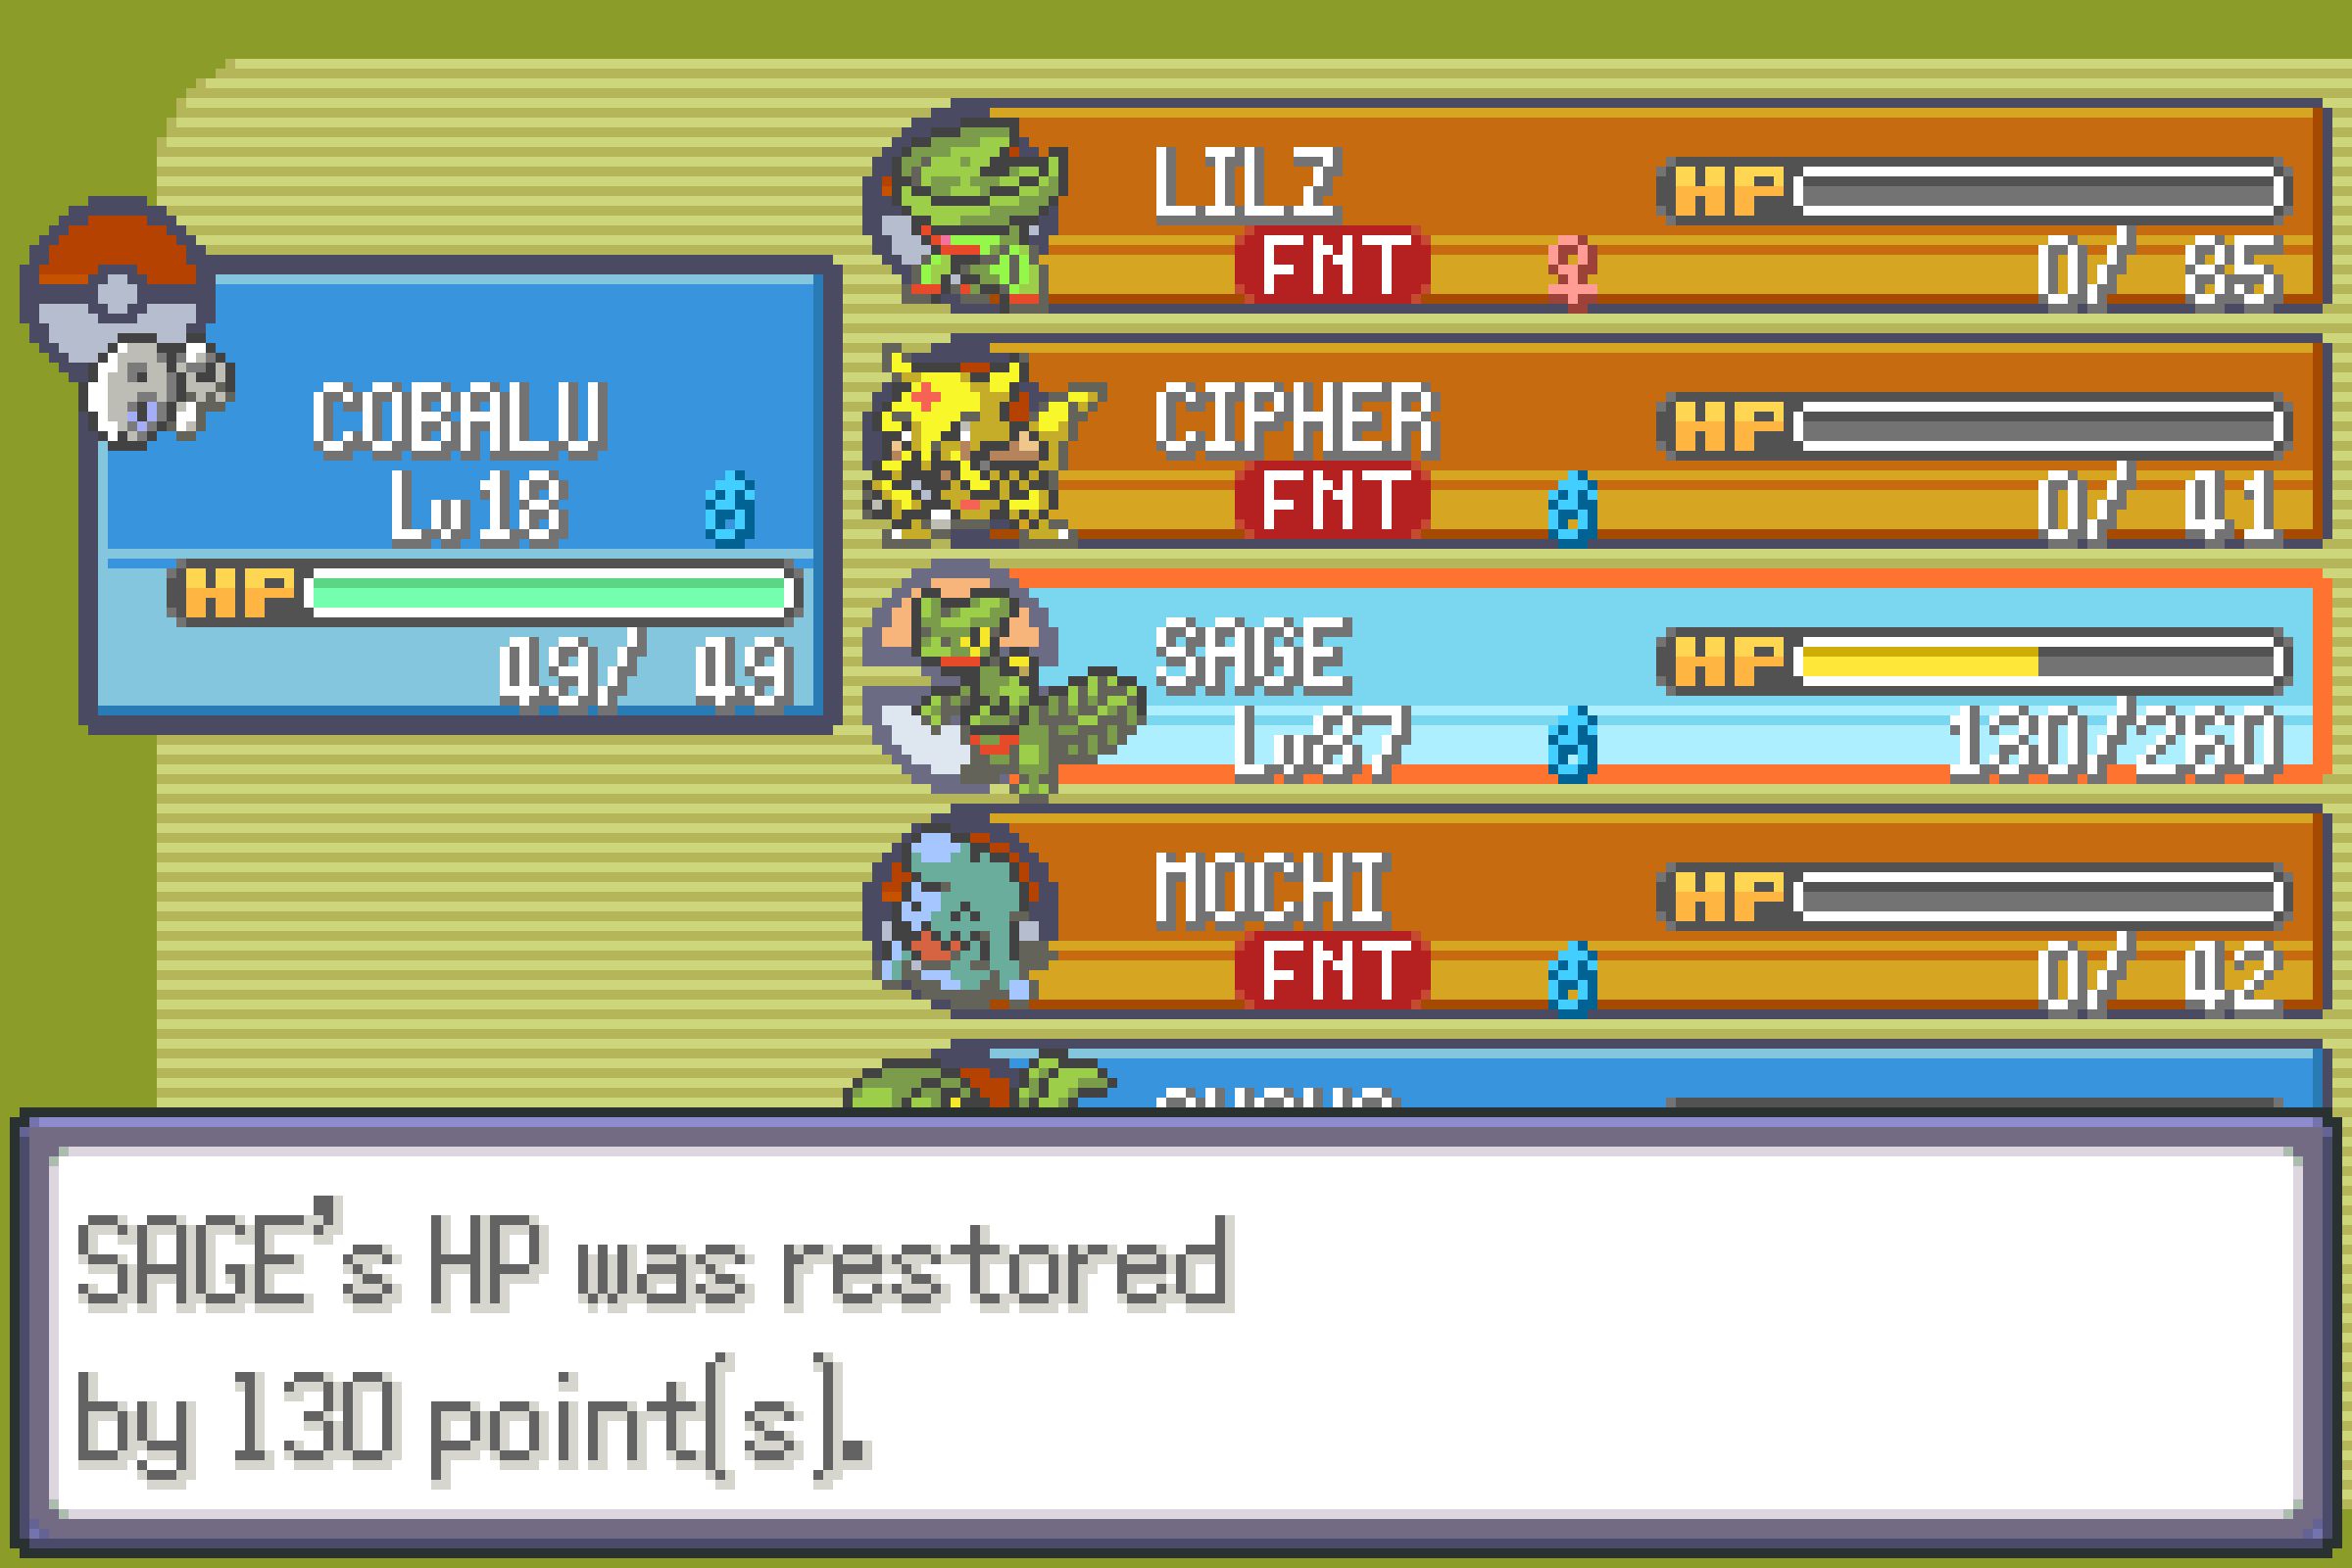 COBALU
Lv18
HP
49/ 49
LILZ
HP
FNT ♀
0/ 85
CIPHER
HP
FNT ♂
0/ 41
SAGE
HP
Lv87 ♂
130/260
MOCHI
HP
FNT ♂
0/ 42
SAGE's HP was restored
by 130 point(s).